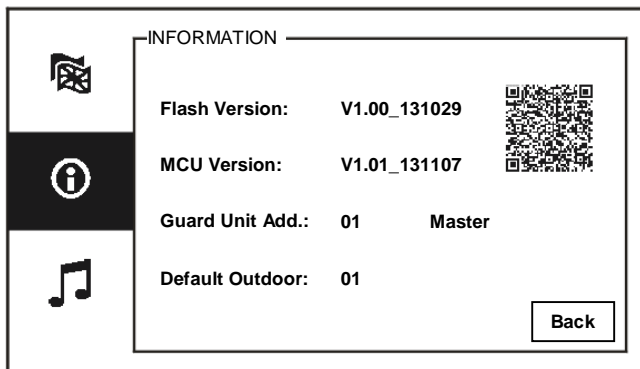 INFORMATION
Flash Version: V1.00_131029
MCU Version: V1.01_131107
Guard Unit Add.: 01 Master
Default Outdoor: 01
Back